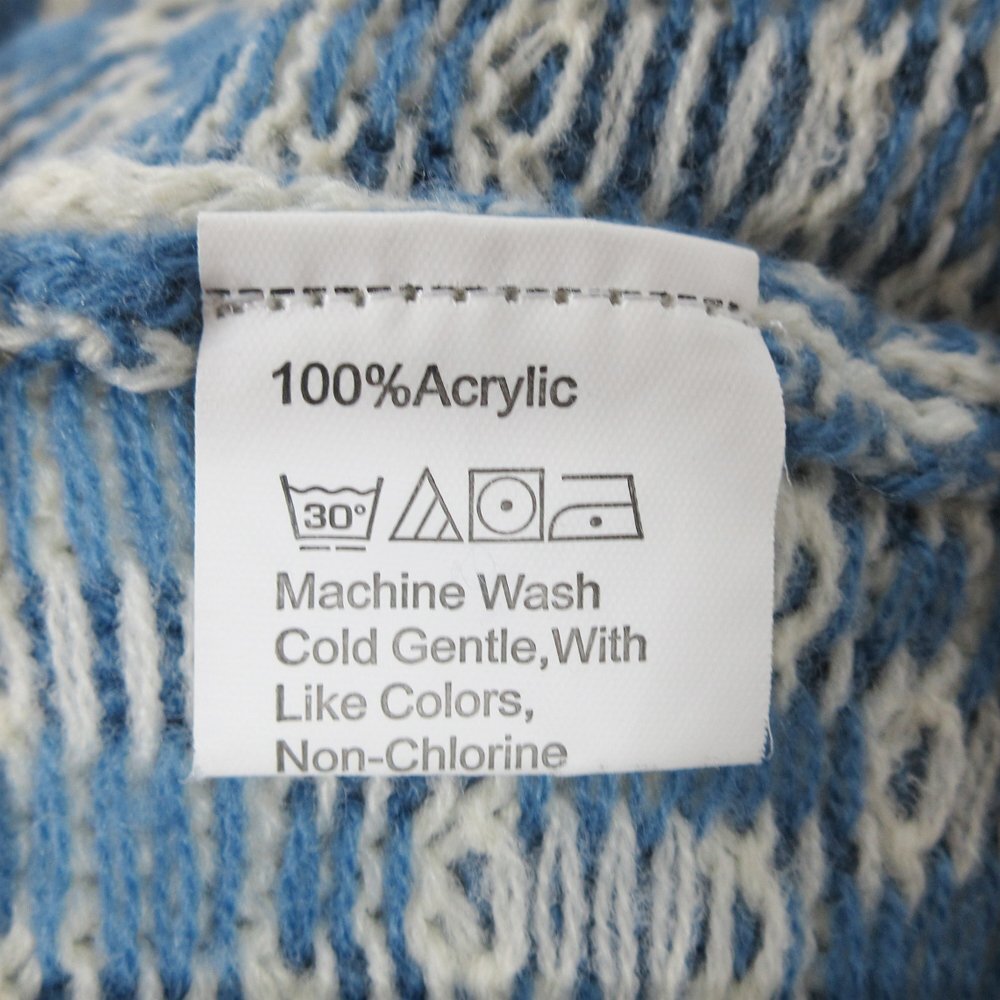 100%Acrylic
30°
Machine Wash
Cold Gentle,With
Like Colors,
Non-Chlorine